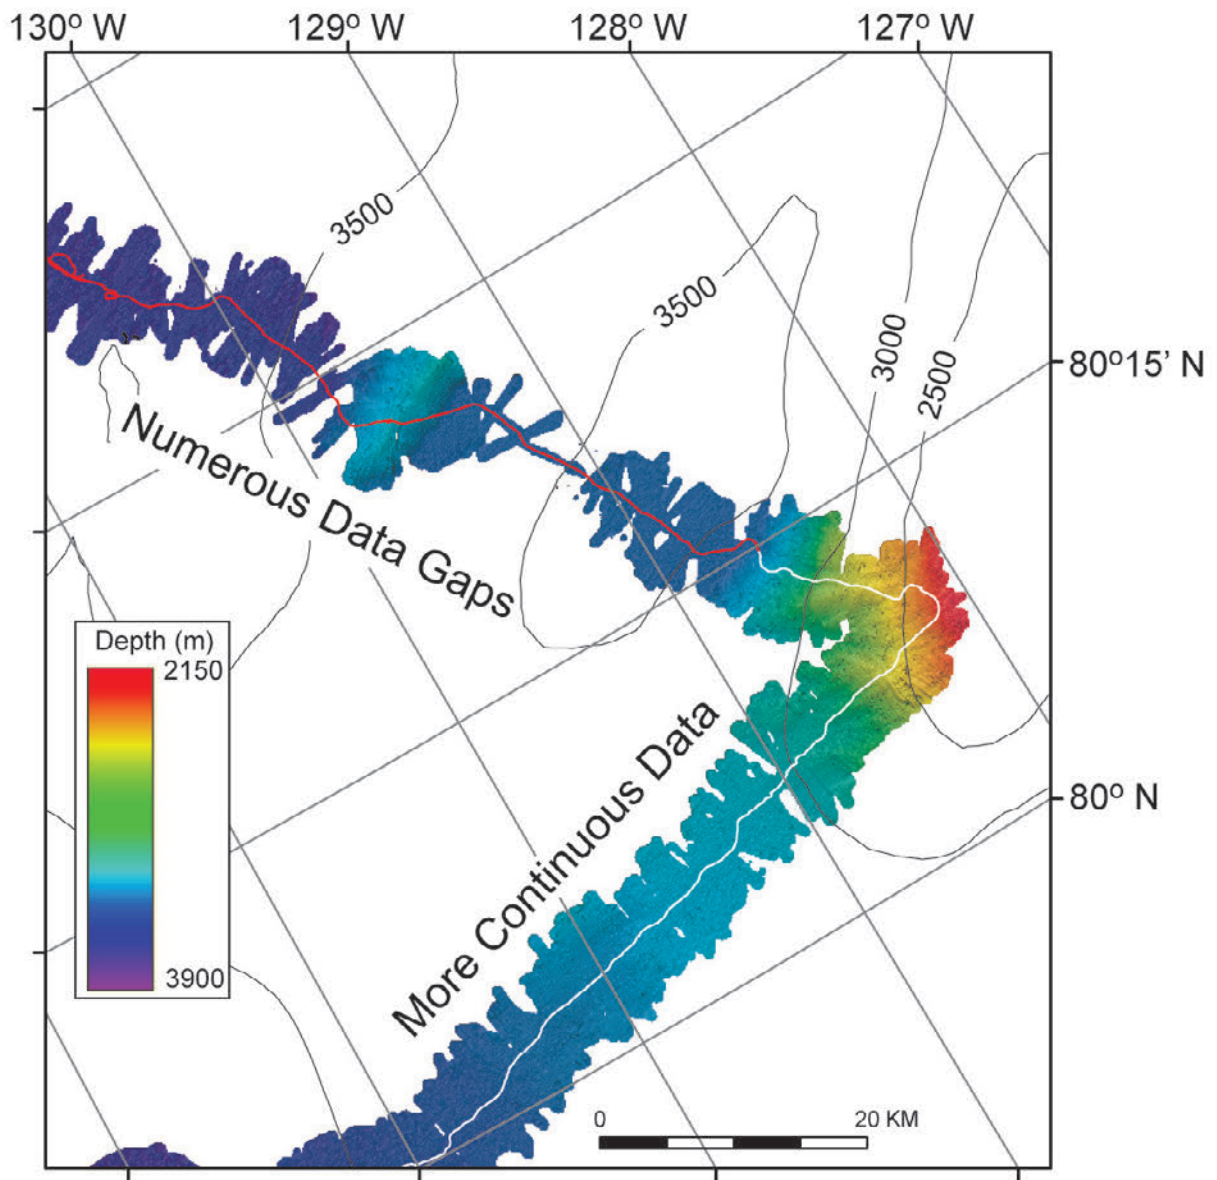 130° W 129° W 128° W 127° W
3500
3500
3000
2500
80°15' N
Numerous Data Gaps
Depth (m)
2150
3900
More Continuous Data
80° N
0 20 KM